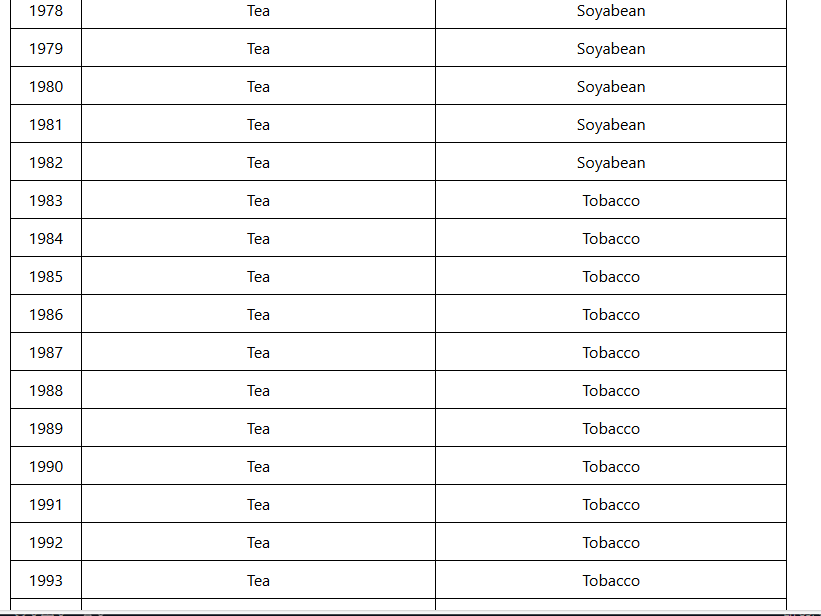 1978 Tea Soyabean
1979 Tea Soyabean
1980 Tea Soyabean
1981 Tea Soyabean
1982 Tea Soyabean
1983 Tea Tobacco
1984 Tea Tobacco
1985 Tea Tobacco
1986 Tea Tobacco
1987 Tea Tobacco
1988 Tea Tobacco
1989 Tea Tobacco
1990 Tea Tobacco
1991 Tea Tobacco
1992 Tea Tobacco
1993 Tea Tobacco